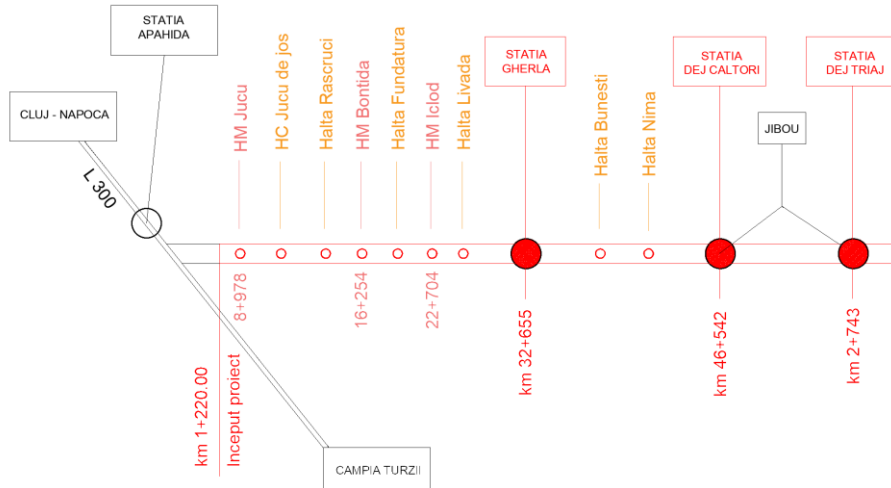 STATIA
APAHIDA
CLUJ - NAPOCA
L 300
HM Jucu
HC Jucu de jos
Halta Rascruci
HM Bontida
Halta Fundatura
HM Iclod
Halta Livada
STATIA
GHERLA
Halta Bunesti
Halta Nima
STATIA
DEJ CALTORI
STATIA
DEJ TRIAJ
JIBOU
8+978
16+254
22+704
km 32+655
km 46+542
km 2+743
km 1+220.00
Inceput proiect
CAMPIA TURZII